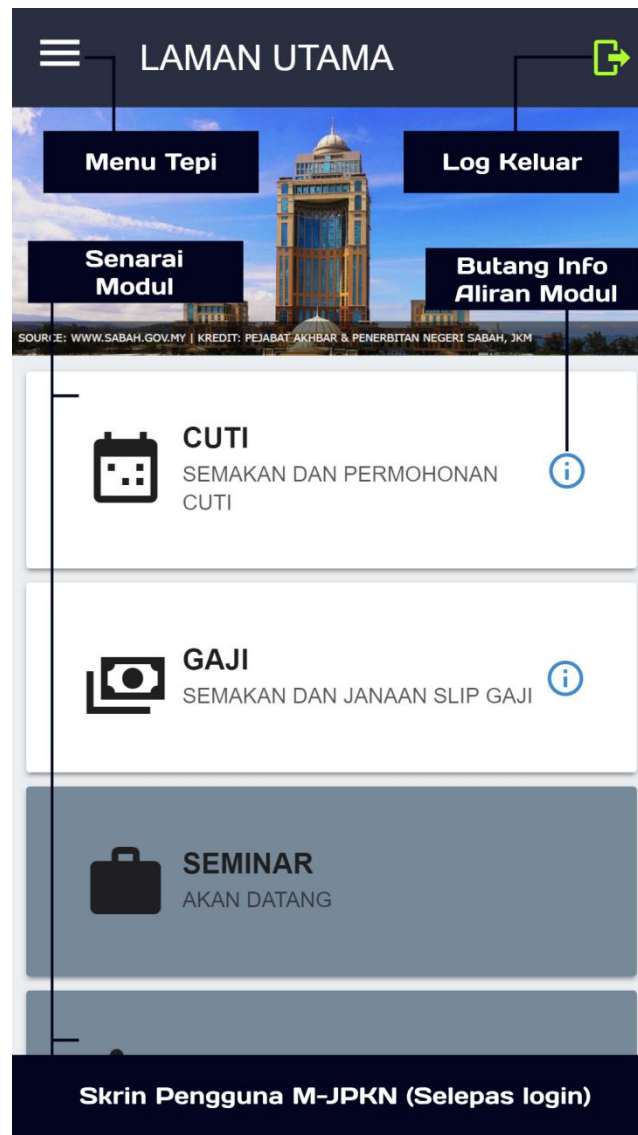 LAMAN UTAMA
Menu Tepi
Log Keluar
Senarai
Modul
Butang Info
Aliran Modul
SOURCE: WWW.SABAH.GOV.MY | KREDIT: PEJABAT AKHBAR & PENERBITAN NEGERI SABAH, JKM
CUTI
SEMAKAN DAN PERMOHONAN
CUTI
GAJI
SEMAKAN DAN JANAAN SLIP GAJI
SEMINAR
AKAN DATANG
Skrin Pengguna M-JPKN (Selepas login)